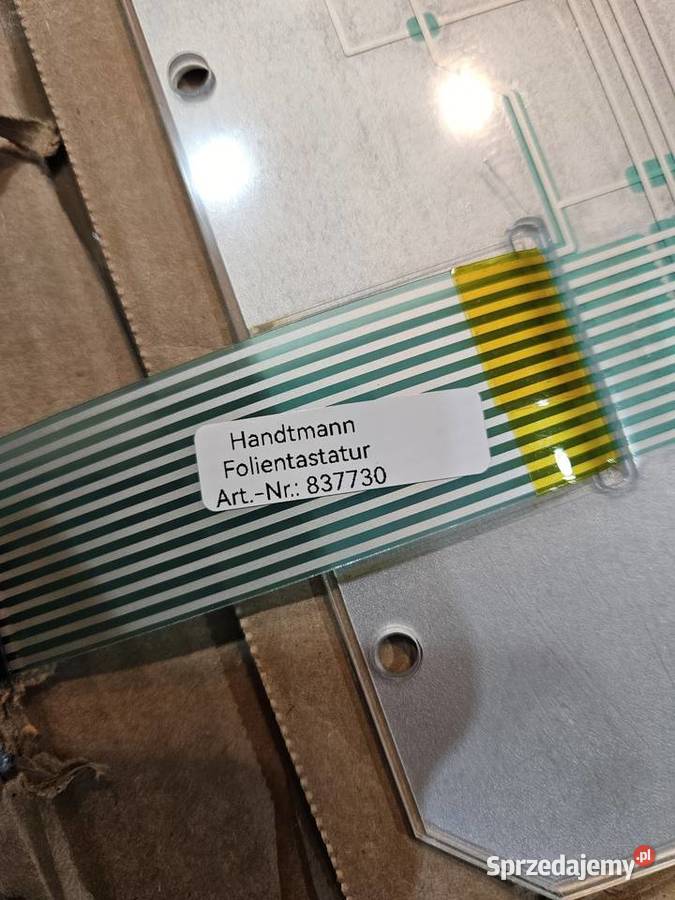 Handtmann
Folientastatur
Art.-Nr.: 837730
Sprzedajemy.pl